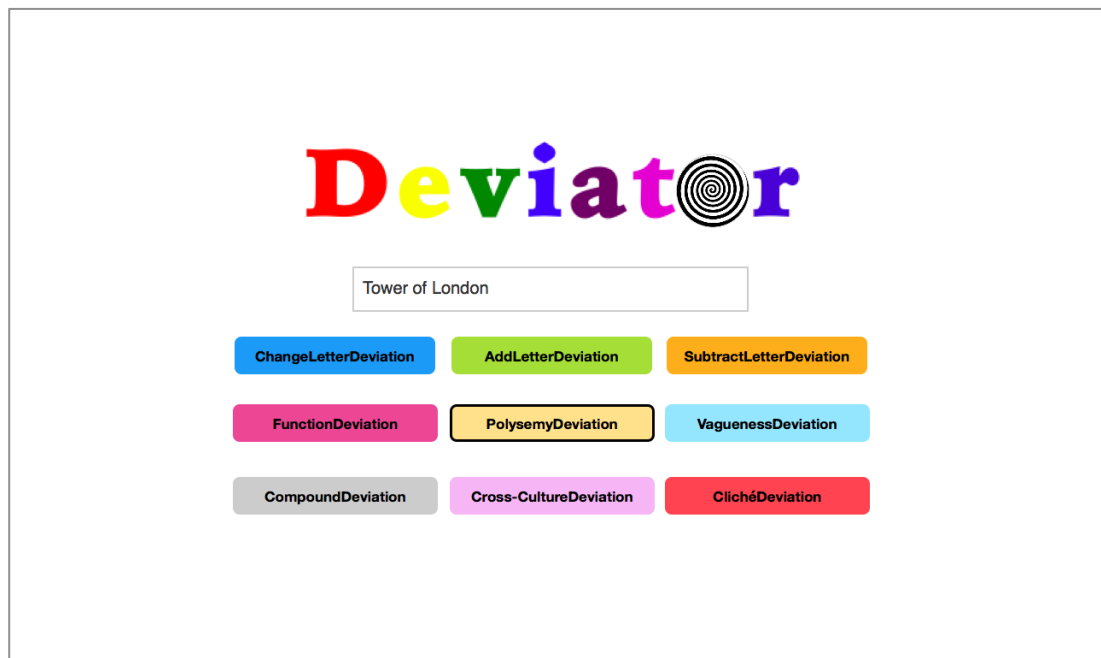 Deviator
Tower of London
ChangeLetterDeviation AddLetterDeviation SubtractLetterDeviation
FunctionDeviation PolysemyDeviation VaguenessDeviation
CompoundDeviation Cross-CultureDeviation ClichéDeviation